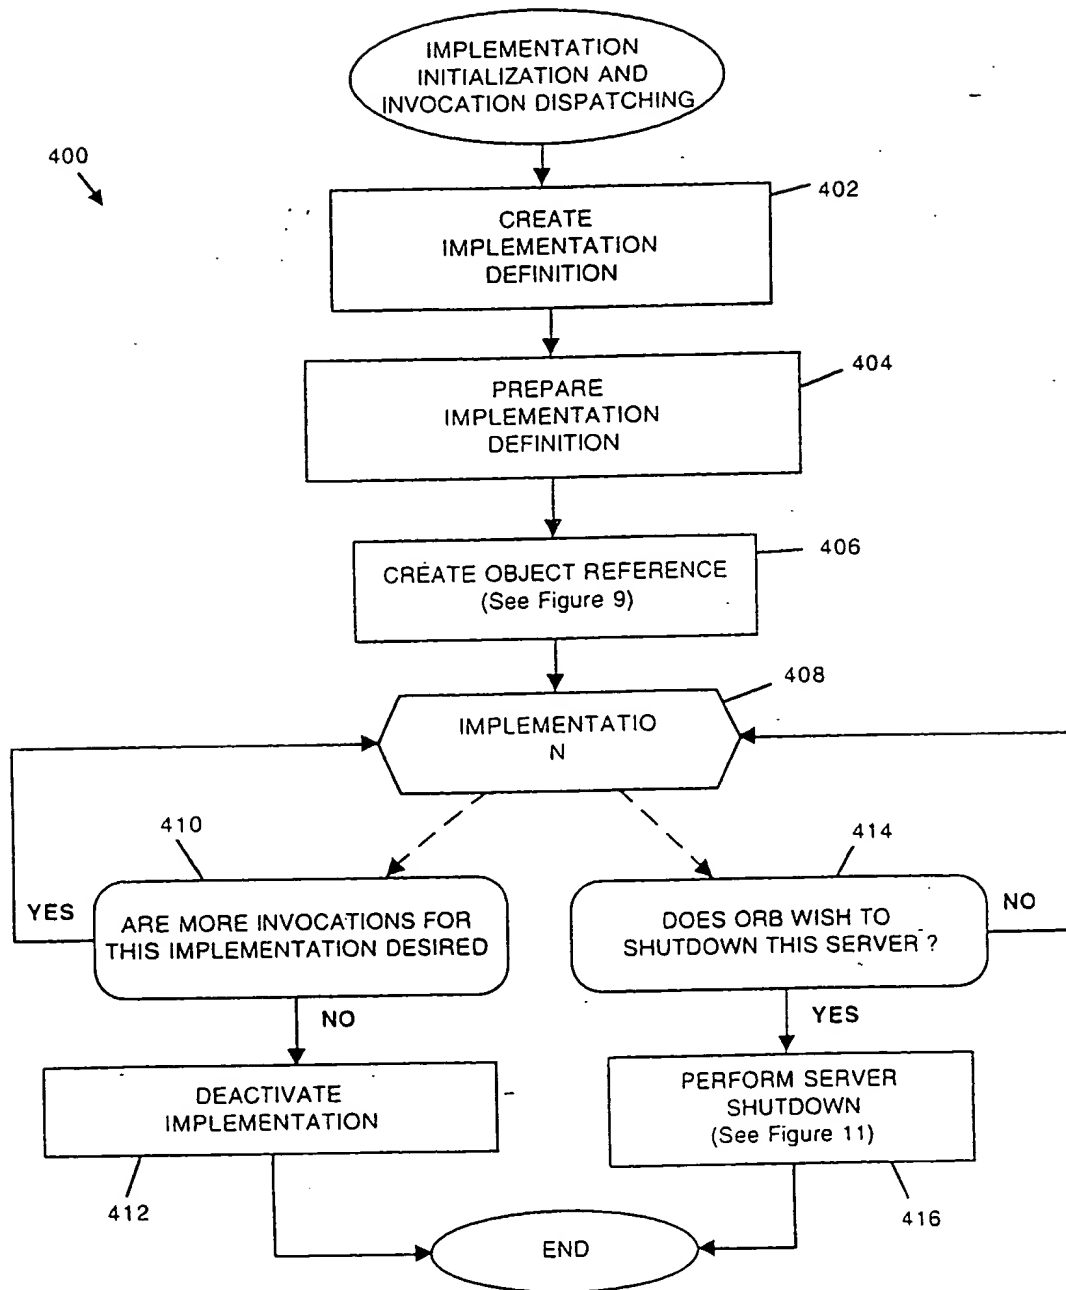 IMPLEMENTATION
INITIALIZATION AND
INVOCATION DISPATCHING
400
402
CREATE
IMPLEMENTATION
DEFINITION
404
PREPARE
IMPLEMENTATION
DEFINITION
406
CREATE OBJECT REFERENCE
(See Figure 9)
408
IMPLEMENTATIO
N
410
414
YES
ARE MORE INVOCATIONS FOR
THIS IMPLEMENTATION DESIRED
DOES ORB WISH TO
SHUTDOWN THIS SERVER ?
NO
NO
YES
DEACTIVATE
IMPLEMENTATION
PERFORM SERVER
SHUTDOWN
(See Figure 11)
412
416
END